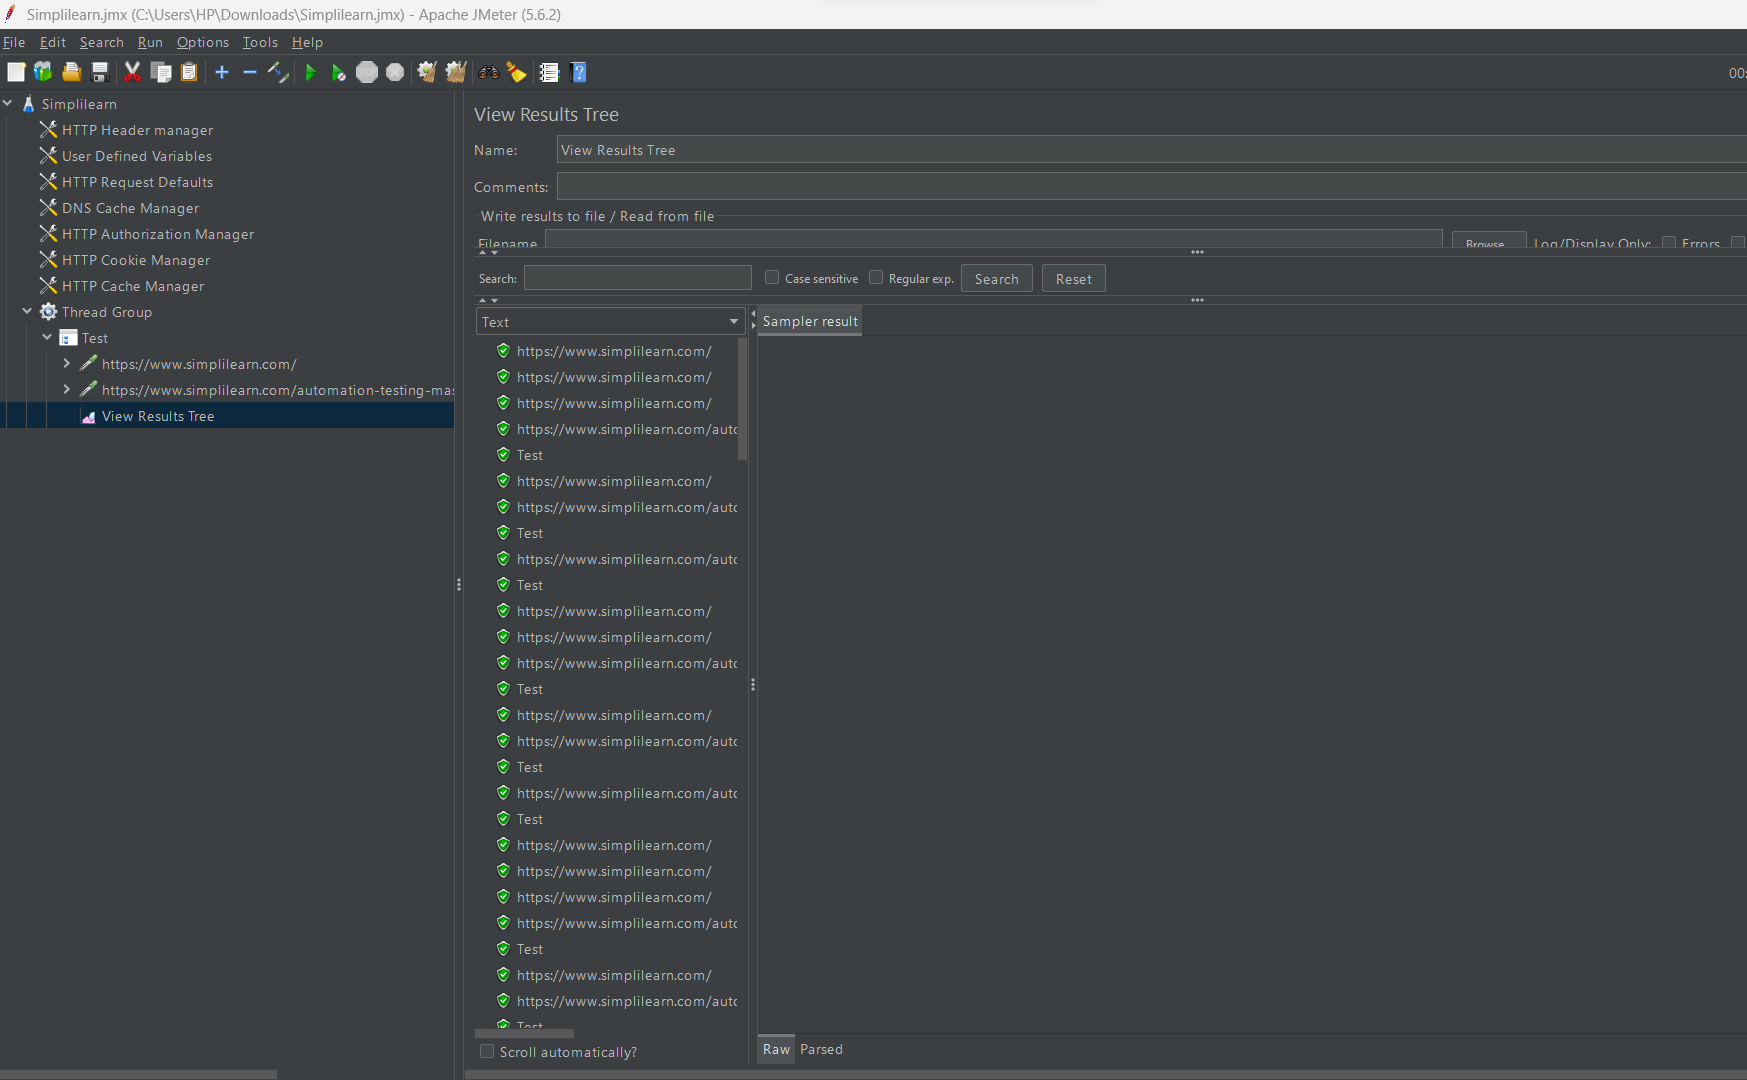 Simplilearn.jmx (C:\Users\HP\Downloads\Simplilearn.jmx) - Apache JMeter (5.6.2)
File Edit Search Run Options Tools Help
STOP
00:
Simplilearn
HTTP Header manager
User Defined Variables
HTTP Request Defaults
DNS Cache Manager
HTTP Authorization Manager
HTTP Cookie Manager
HTTP Cache Manager
Thread Group
Test
https://www.simplilearn.com/
https://www.simplilearn.com/automation-testing-mas
View Results Tree
View Results Tree
Name: View Results Tree
Comments:
Write results to file / Read from file
Filename Browse... Log/Display Only: Errors
Search: Case sensitive Regular exp. Search Reset
Text
Sampler result
https://www.simplilearn.com/
https://www.simplilearn.com/
https://www.simplilearn.com/
https://www.simplilearn.com/auto
Test
https://www.simplilearn.com/
https://www.simplilearn.com/auto
Test
https://www.simplilearn.com/auto
Test
https://www.simplilearn.com/
https://www.simplilearn.com/
https://www.simplilearn.com/auto
Test
https://www.simplilearn.com/
https://www.simplilearn.com/auto
Test
https://www.simplilearn.com/auto
Test
https://www.simplilearn.com/
https://www.simplilearn.com/
https://www.simplilearn.com/
https://www.simplilearn.com/auto
Test
https://www.simplilearn.com/
https://www.simplilearn.com/auto
Test
Scroll automatically?
Raw Parsed